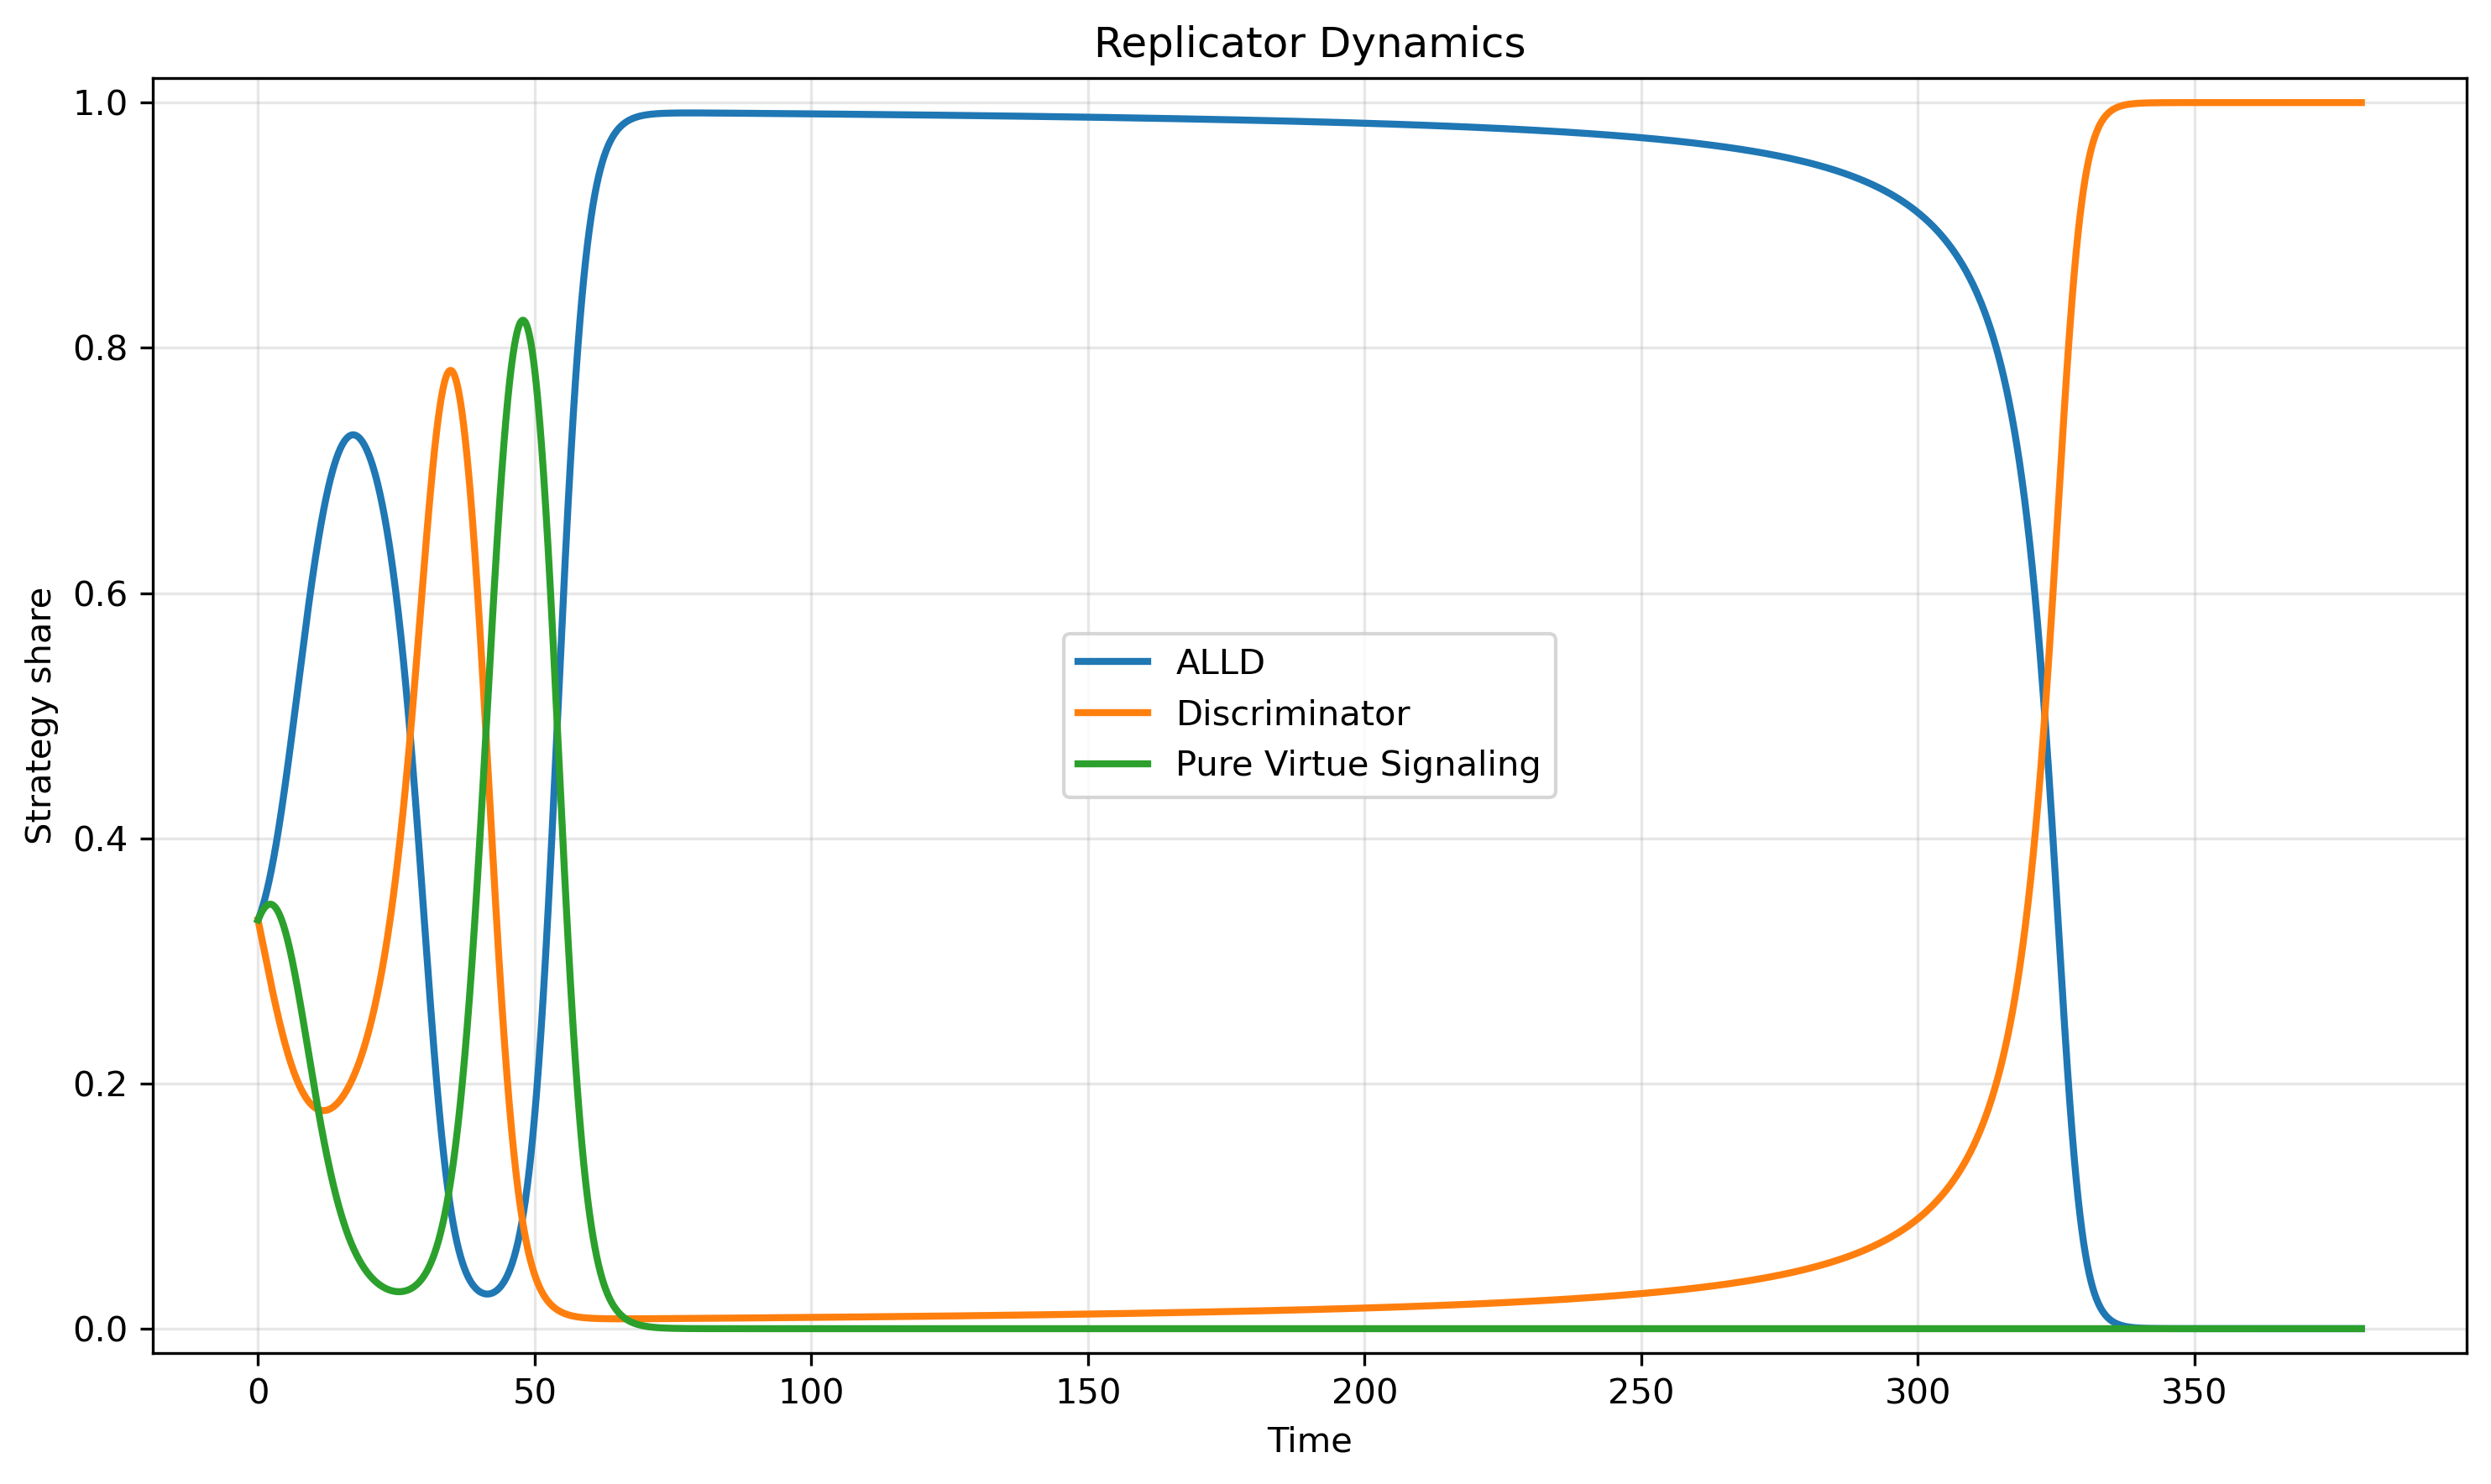 Replicator Dynamics
1.0
0.8
0.6
0.4
0.2
0.0
Strategy share
ALLD
Discriminator
Pure Virtue Signaling
0 50 100 150 200 250 300 350
Time